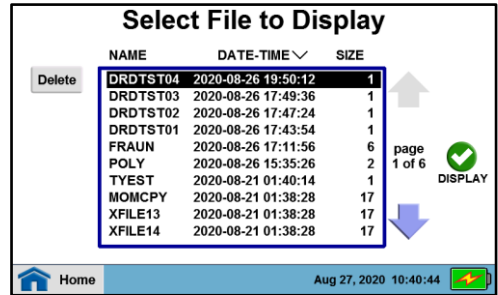 Select File to Display
NAME DATE-TIME SIZE
Delete
DRDTST04 2020-08-26 19:50:12 1
DRDTST03 2020-08-26 17:49:36 1
DRDTST02 2020-08-26 17:47:24 1
DRDTST01 2020-08-26 17:43:54 1
FRAUN 2020-08-26 17:11:56 6
POLY 2020-08-26 15:35:26 2
TYEST 2020-08-21 01:40:14 1
MOMCPY 2020-08-21 01:38:28 17
XFILE13 2020-08-21 01:38:28 17
XFILE14 2020-08-21 01:38:28 17
page
1 of 6
DISPLAY
Home
Aug 27, 2020 10:40:44